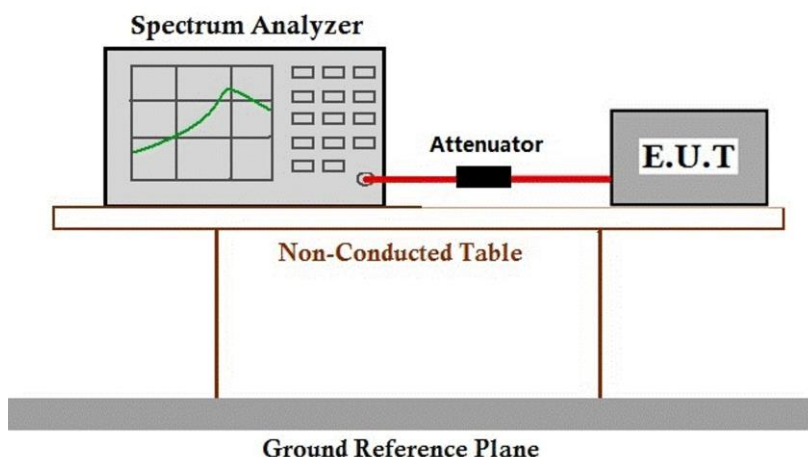 Spectrum Analyzer
Attenuator
E.U.T
Non-Conducted Table
Ground Reference Plane